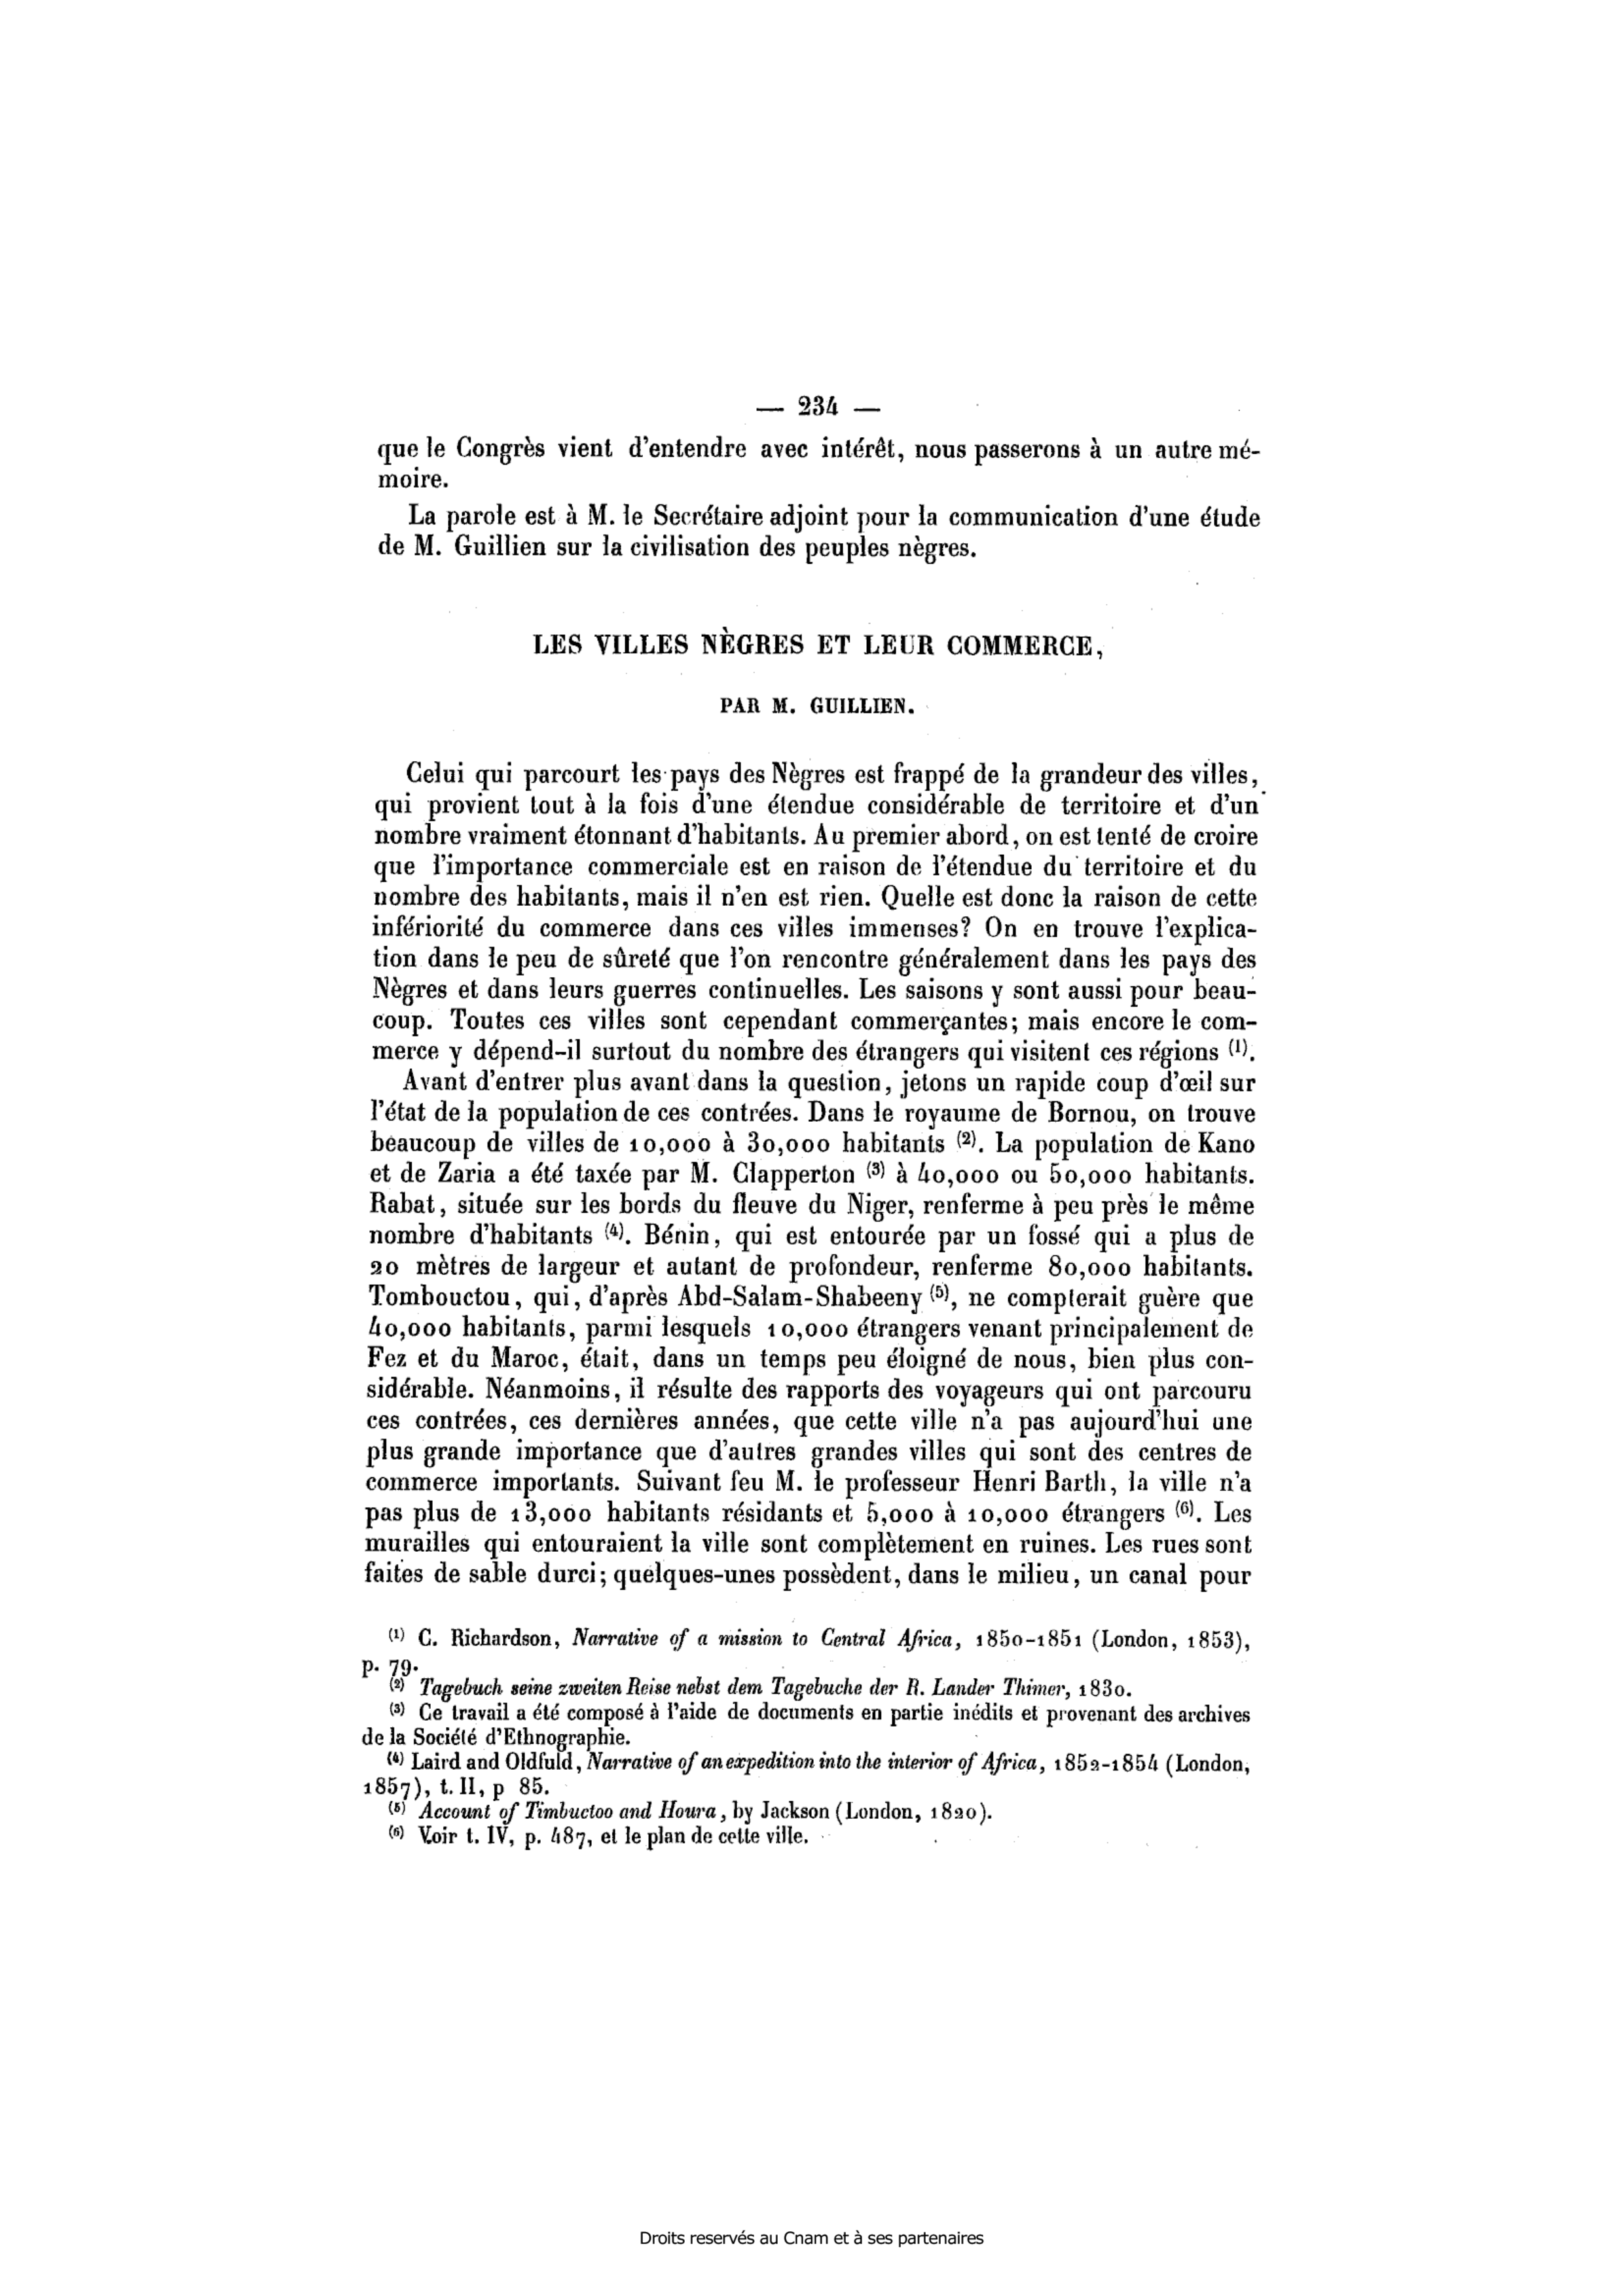 — 234 —
que le Congrès vient d'entendre avec intérêt, nous passerons à un autre mé-
moire.
La parole est à M. le Secrétaire adjoint pour la communication d'une étude
de M. Guillien sur la civilisation des peuples nègres.
LES VILLES NÈGRES ET LEUR COMMERCE,
PAR M. GUILLIEN.
Celui qui parcourt les pays des Nègres est frappé de la grandeur des villes,
qui provient tout à la fois d'une étendue considérable de territoire et d'un
nombre vraiment étonnant d'habitants. Au premier abord, on est tenté de croire
que l'importance commerciale est en raison de l'étendue du territoire et du
nombre des habitants, mais il n'en est rien. Quelle est donc la raison de cette
infériorité du commerce dans ces villes immenses? On en trouve l'explica-
tion dans le peu de sûreté que l'on rencontre généralement dans les pays des
Nègres et dans leurs guerres continuelles. Les saisons y sont aussi pour beau-
coup. Toutes ces villes sont cependant commerçantes; mais encore le com-
merce y dépend-il surtout du nombre des étrangers qui visitent ces régions (1).
Avant d'entrer plus avant dans la question, jetons un rapide coup d'œil sur
l'état de la population de ces contrées. Dans le royaume de Bornou, on trouve
beaucoup de villes de 10,000 à 30,000 habitants (2). La population de Kano
et de Zaria a été taxée par M. Clapperton (3) à 40,000 ou 50,000 habitants.
Rabat, située sur les bords du fleuve du Niger, renferme à peu près le même
nombre d'habitants (4). Bénin, qui est entourée par un fossé qui a plus de
20 mètres de largeur et autant de profondeur, renferme 80,000 habitants.
Tombouctou, qui, d'après Abd-Salam-Shabeeny (5), ne compterait guère que
40,000 habitants, parmi lesquels 10,000 étrangers venant principalement de
Fez et du Maroc, était, dans un temps peu éloigné de nous, bien plus con-
sidérable. Néanmoins, il résulte des rapports des voyageurs qui ont parcouru
ces contrées, ces dernières années, que cette ville n'a pas aujourd'hui une
plus grande importance que d'autres grandes villes qui sont des centres de
commerce importants. Suivant feu M. le professeur Henri Barth, la ville n'a
pas plus de 13,000 habitants résidants et 5,000 à 10,000 étrangers (6). Les
murailles qui entouraient la ville sont complètement en ruines. Les rues sont
faites de sable durci; quelques-unes possèdent, dans le milieu, un canal pour
(1) C. Richardson, Narrative of a mission to Central Africa, 1850-1851 (London, 1853),
p. 79.
(2) Tagebuch seine zweiten Reise nebst dem Tagebuche der R. Lander Thimer, 1830.
(3) Ce travail a été composé à l'aide de documents en partie inédits et provenant des archives
de la Société d'Ethnographie.
(4) Laird and Oldfuld, Narrative of an expedition into the interior of Africa, 1852-1854 (London,
1857), t. II, p 85.
(5) Account of Timbuctoo and Houra, by Jackson (London, 1820).
(6) Voir t. IV, p. 487, et le plan de cette ville.
Droits reservés au Cnam et à ses partenaires